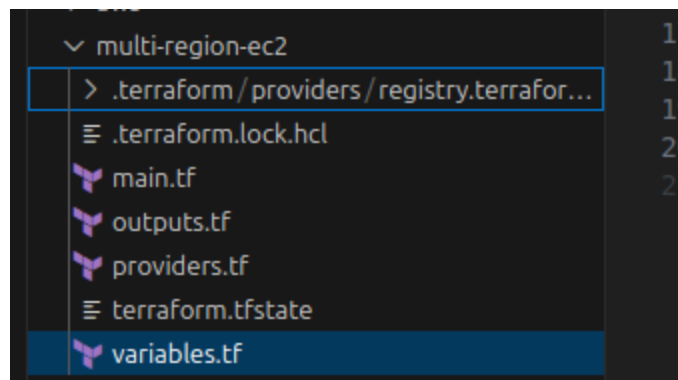 multi-region-ec2
.terraform/providers/registry.terrafor...
.terraform.lock.hcl
main.tf
outputs.tf
providers.tf
terraform.tfstate
variables.tf